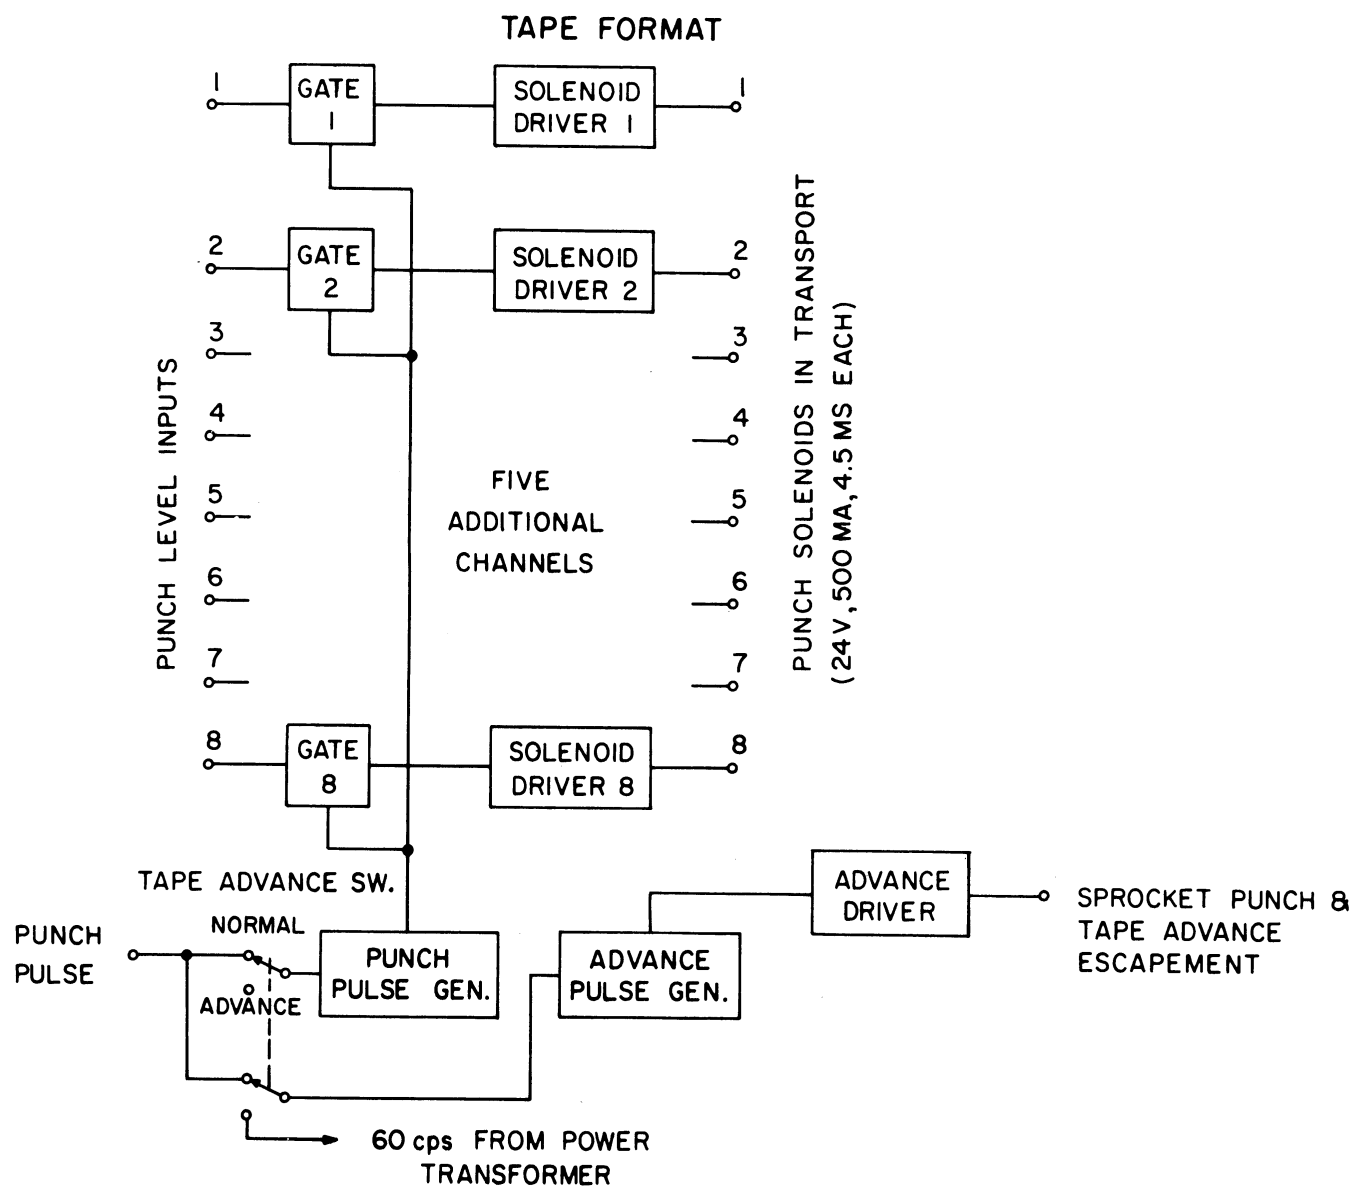 TAPE FORMAT
1
GATE
1
SOLENOID
DRIVER 1
1
2
GATE
2
SOLENOID
DRIVER 2
2
3
4
5
6
7
PUNCH LEVEL INPUTS
FIVE
ADDITIONAL
CHANNELS
3
4
5
6
7
PUNCH SOLENOIDS IN TRANSPORT
(24V, 500 MA, 4.5 MS EACH)
8
GATE
8
SOLENOID
DRIVER 8
8
TAPE ADVANCE SW.
NORMAL
PUNCH
PULSE
ADVANCE
PUNCH
PULSE GEN.
ADVANCE
PULSE GEN.
ADVANCE
DRIVER
SPROCKET PUNCH &
TAPE ADVANCE
ESCAPEMENT
60 cps FROM POWER
TRANSFORMER